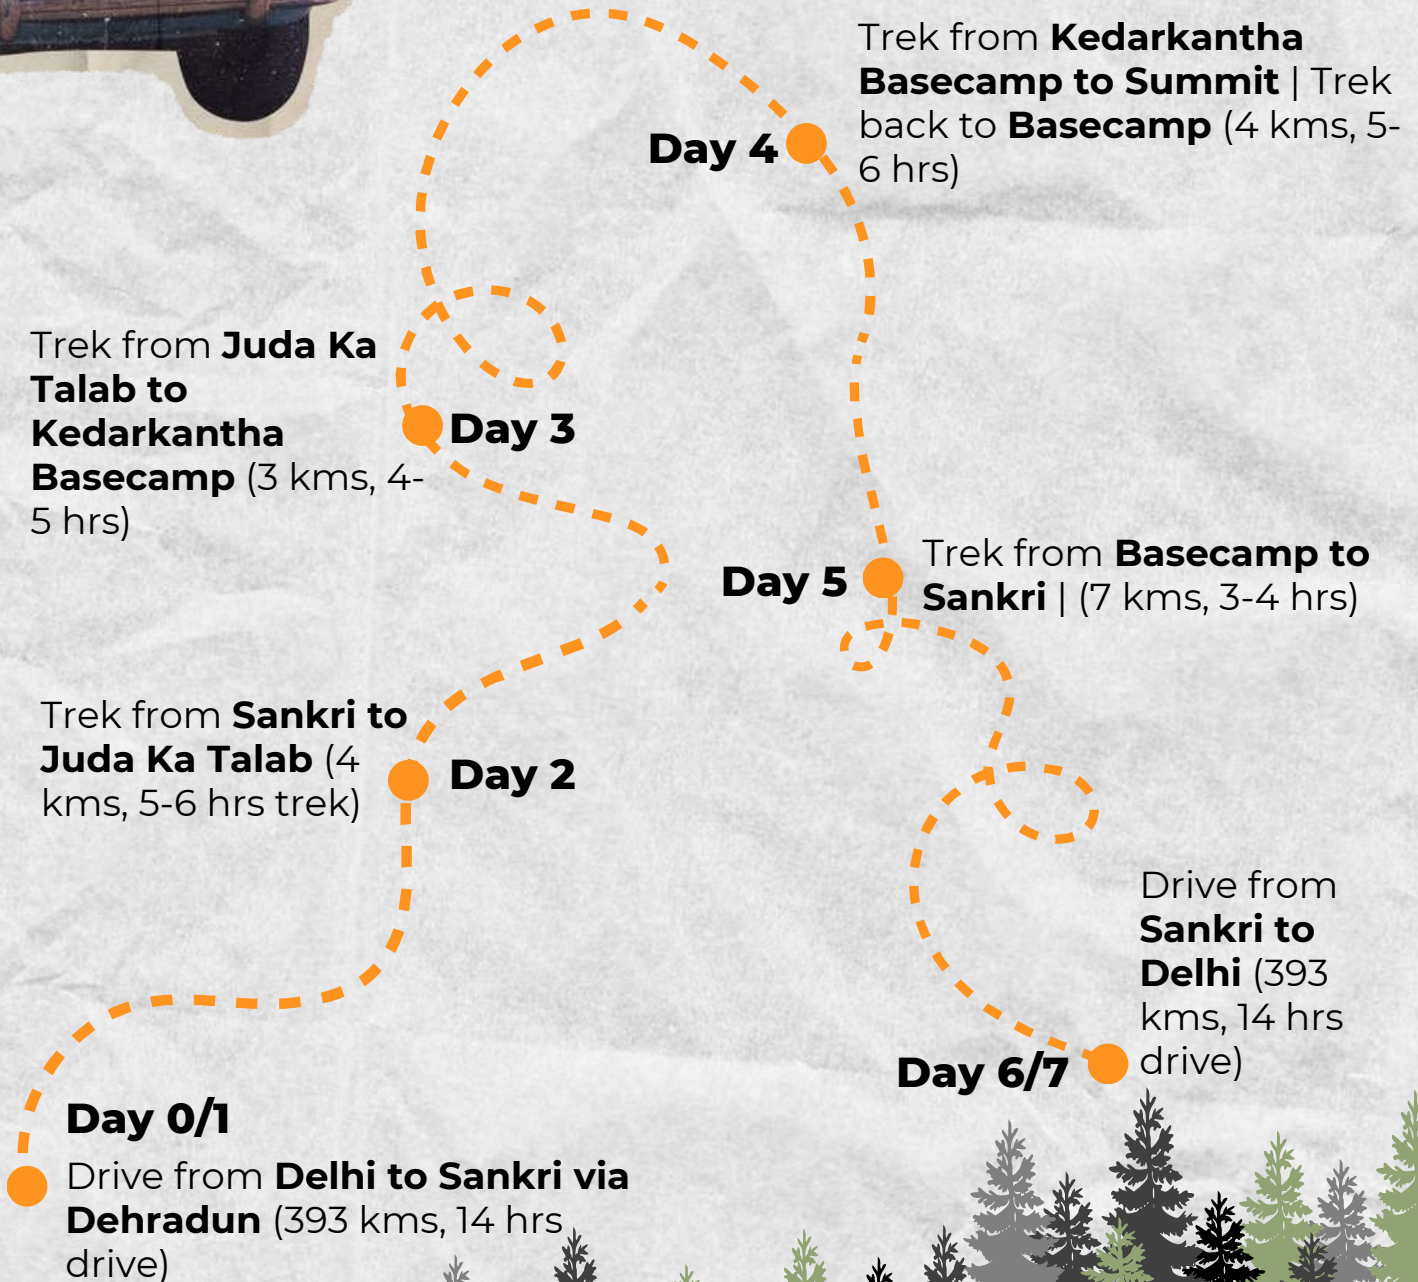 Trek from Kedarkantha
Basecamp to Summit | Trek
back to Basecamp (4 kms, 5-
6 hrs)
Day 4
Trek from Juda Ka
Talab to
Kedarkantha
Basecamp (3 kms, 4-
5 hrs)
Day 3
Day 5
Trek from Basecamp to
Sankri | (7 kms, 3-4 hrs)
Trek from Sankri to
Juda Ka Talab (4
kms, 5-6 hrs trek)
Day 2
Drive from
Sankri to
Delhi (393
kms, 14 hrs
drive)
Day 6/7
Day 0/1
Drive from Delhi to Sankri via
Dehradun (393 kms, 14 hrs
drive)